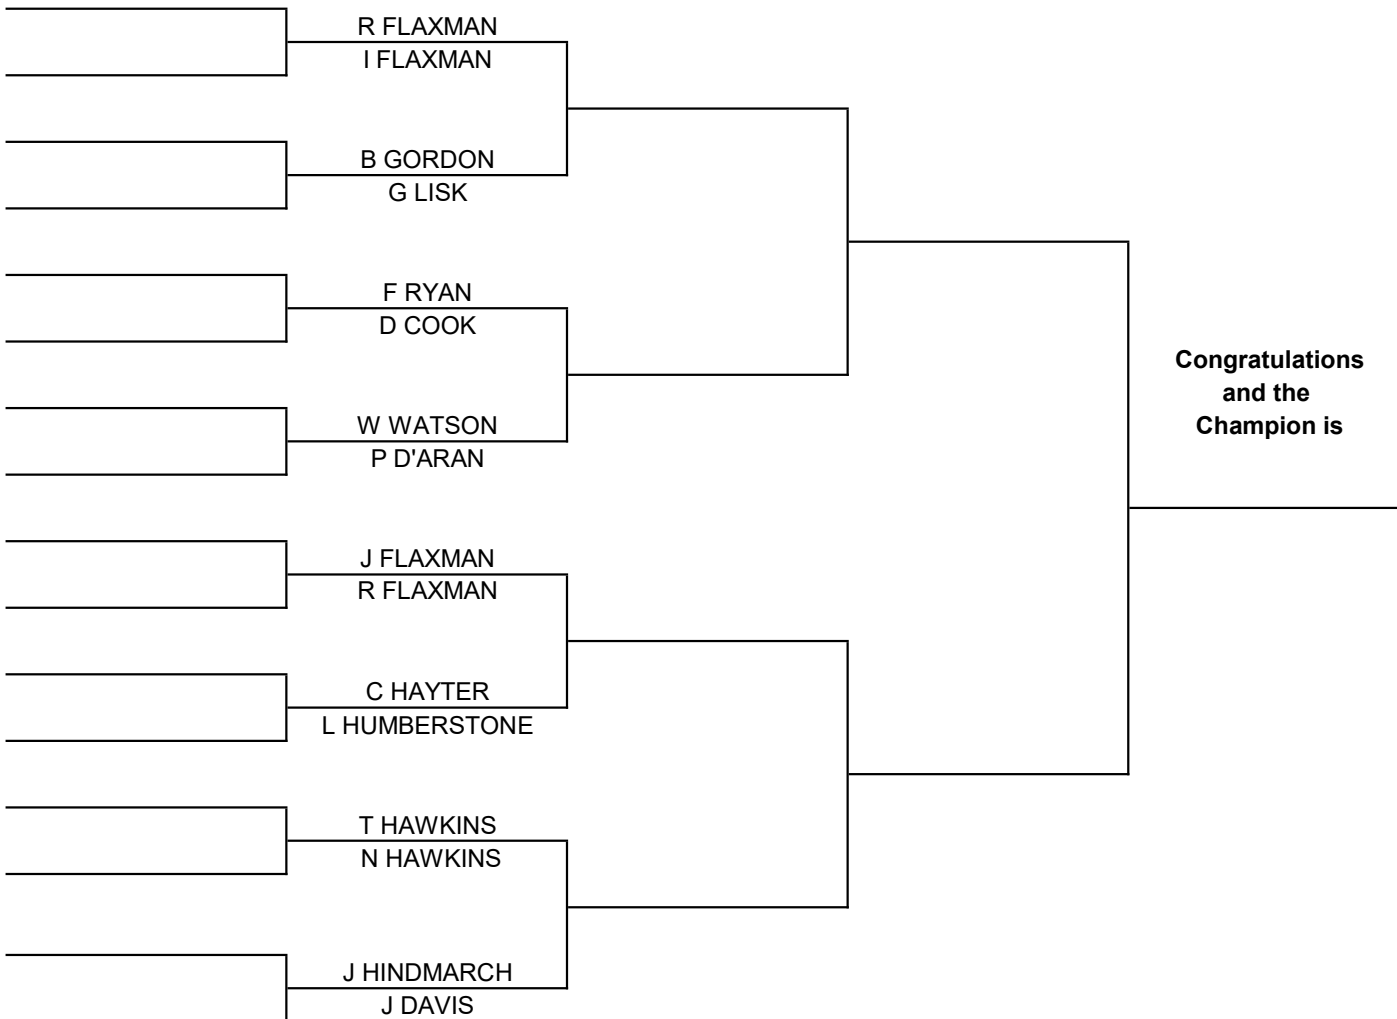 R FLAXMAN
I FLAXMAN
B GORDON
G LISK
F RYAN
D COOK
W WATSON
P D'ARAN
J FLAXMAN
R FLAXMAN
C HAYTER
L HUMBERSTONE
T HAWKINS
N HAWKINS
J HINDMARCH
J DAVIS
Congratulations
and the
Champion is